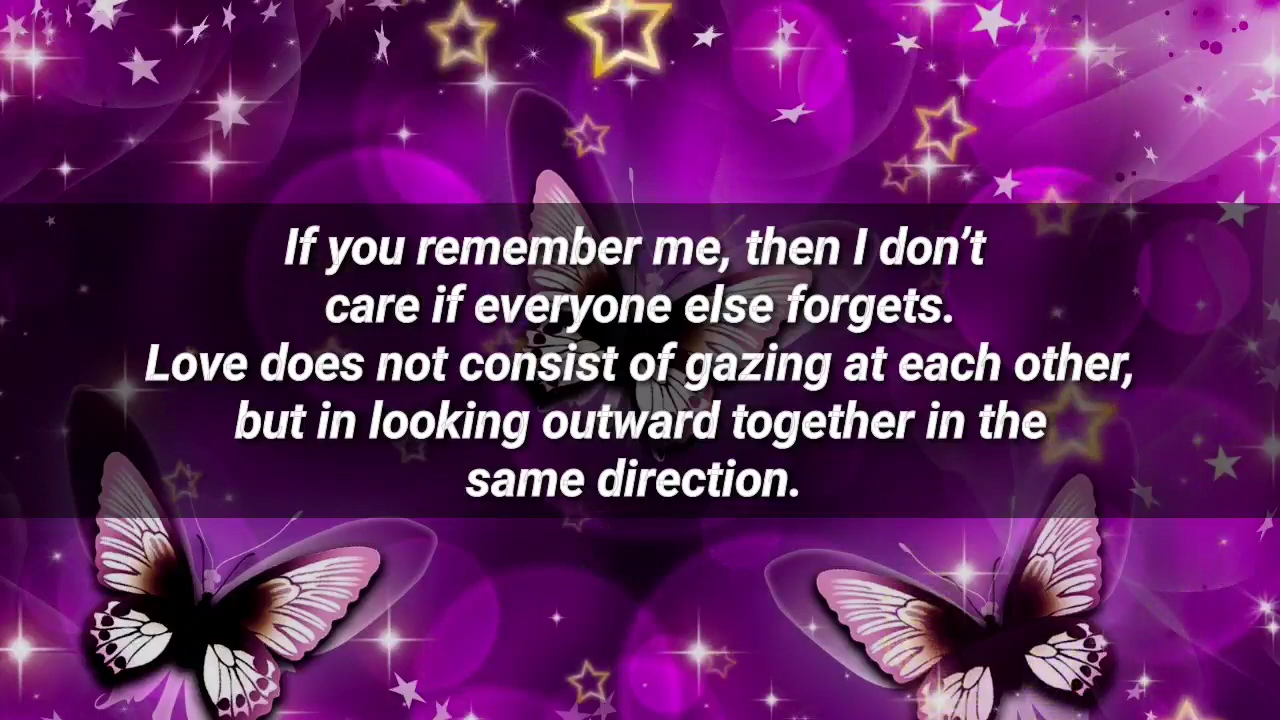 If you remember me, then I don’t
care if everyone else forgets.
Love does not consist of gazing at each other,
but in looking outward together in the
same direction.